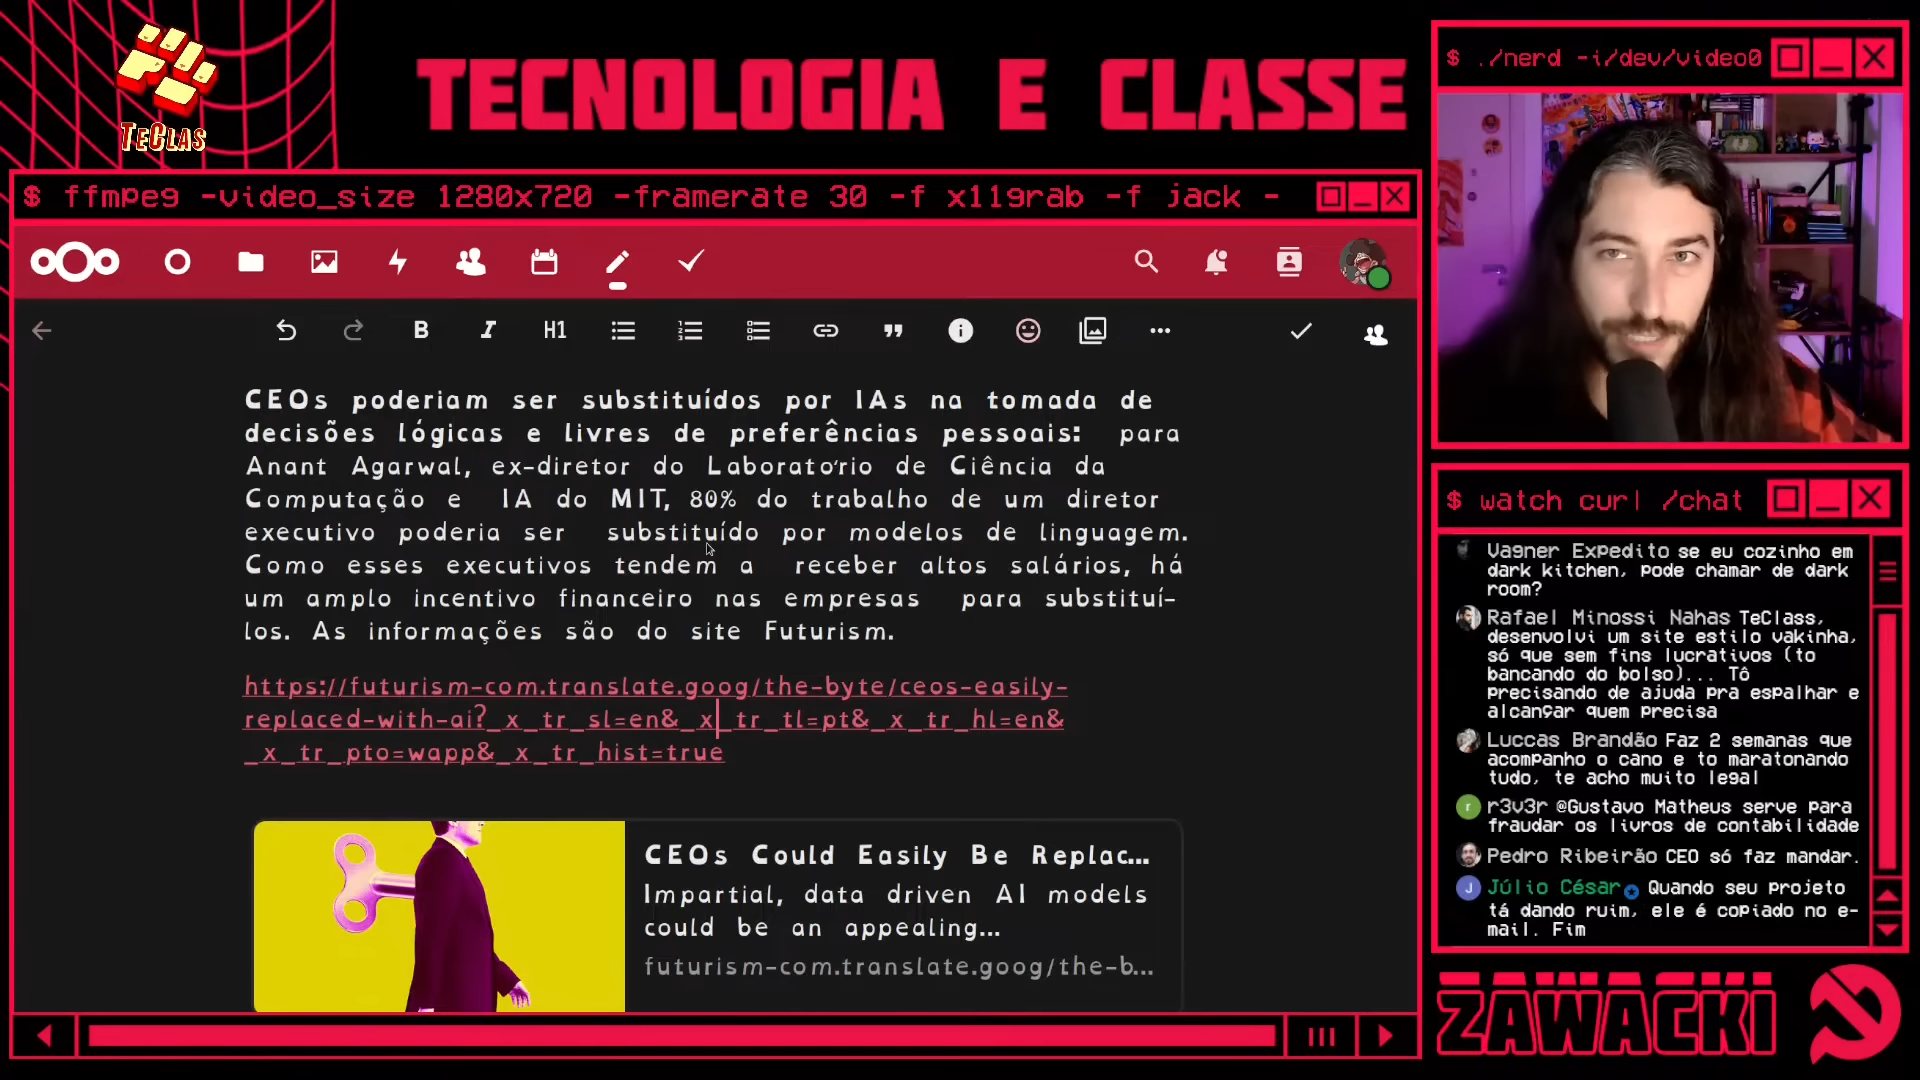 TECLAS
TECNOLOGIA E CLASSE
$ ./nerd -i/dev/video0
$ ffmpeg -video_size 1280x720 -framerate 30 -f x11grab -f jack -
H1
CEOs poderiam ser substituídos por IAs na tomada de
decisões lógicas e livres de preferências pessoais: para
Anant Agarwal, ex-diretor do Laborato´rio de Ciência da
Computação e IA do MIT, 80% do trabalho de um diretor
executivo poderia ser substituído por modelos de linguagem.
Como esses executivos tendem a receber altos salários, há
um amplo incentivo financeiro nas empresas para substituí-
los. As informações são do site Futurism.
https://futurism-com.translate.goog/the-byte/ceos-easily-
replaced-with-ai?_x_tr_sl=en&_x_tr_tl=pt&_x_tr_hl=en&
_x_tr_pto=wapp&_x_tr_hist=true
CEOs Could Easily Be Replac...
Impartial, data driven AI models
could be an appealing...
futurism-com.translate.goog/the-b...
$ watch curl /chat
Vagner Expedito se eu cozinho em
dark kitchen, pode chamar de dark
room?
Rafael Minossi Nahas TeClass,
desenvolvi um site estilo vakinha,
só que sem fins lucrativos (to
bancando do bolso)... Tô
precisando de ajuda pra espalhar e
alcançar quem precisa
Luccas Brandão Faz 2 semanas que
acompanho o cano e to maratonando
tudo, te acho muito legal
r
r3v3r @Gustavo Matheus serve para
fraudar os livros de contabilidade
Pedro Ribeirão CEO só faz mandar.
J
Júlio César Quando seu projeto
tá dando ruim, ele é copiado no e-
mail. Fim
ZAWACKI